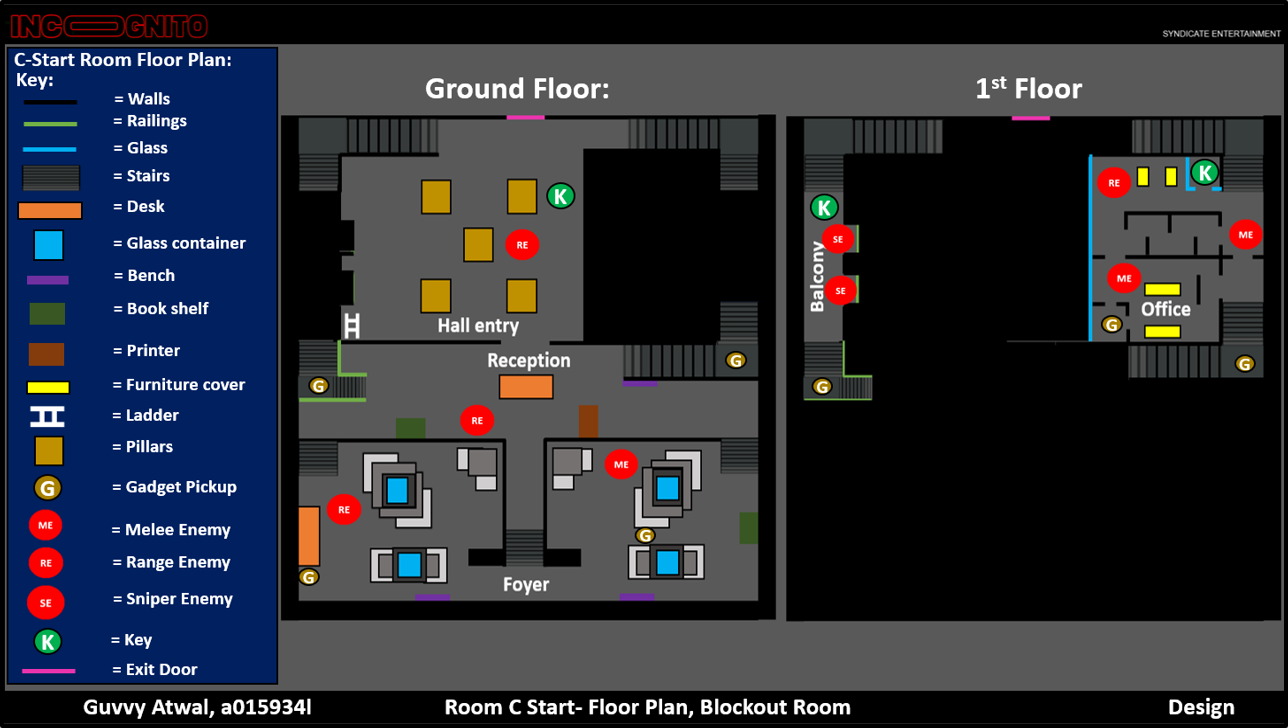 INCOGNITO
SYNDICATE ENTERTAINMENT
C-Start Room Floor Plan:
Key:
= Walls
= Railings
= Glass
= Stairs
= Desk
= Glass container
= Bench
= Book shelf
= Printer
= Furniture cover
= Ladder
= Pillars
G = Gadget Pickup
ME = Melee Enemy
RE = Range Enemy
SE = Sniper Enemy
K = Key
= Exit Door
Ground Floor:
K
RE
Hall entry
Reception
G
G
RE
ME
RE
G
G
Foyer
1st Floor
K
RE
K
SE
ME
Balcony
SE
ME
Office
G
G
G
Guvvy Atwal, a015934l
Room C Start- Floor Plan, Blockout Room
Design